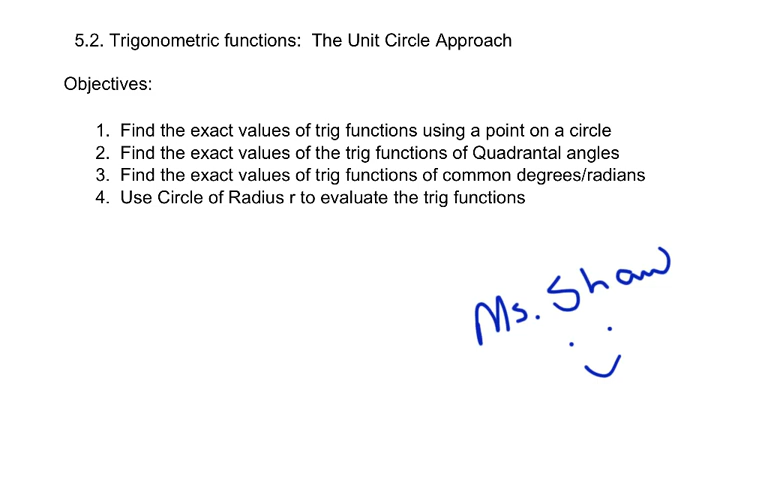 5.2. Trigonometric functions:  The Unit Circle Approach
Objectives:
1. Find the exact values of trig functions using a point on a circle
2. Find the exact values of the trig functions of Quadrantal angles
3. Find the exact values of trig functions of common degrees/radians
4. Use Circle of Radius r to evaluate the trig functions
Ms. Shaw